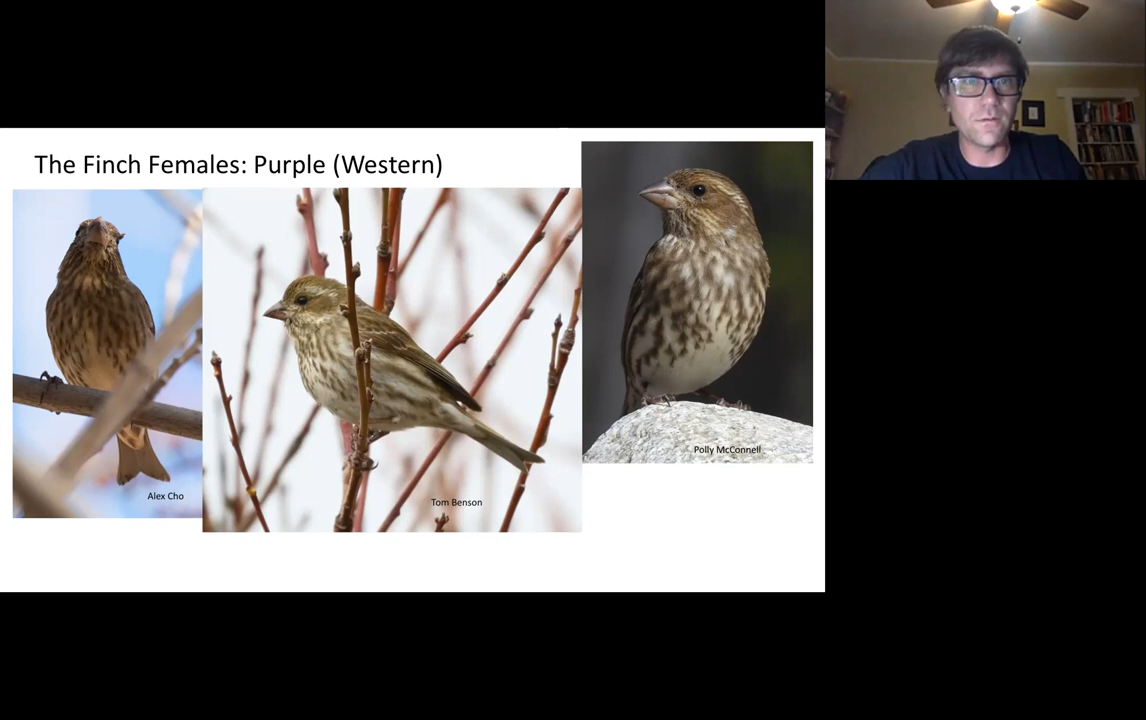 The Finch Females: Purple (Western)
Alex Cho
Tom Benson
Polly McConnell